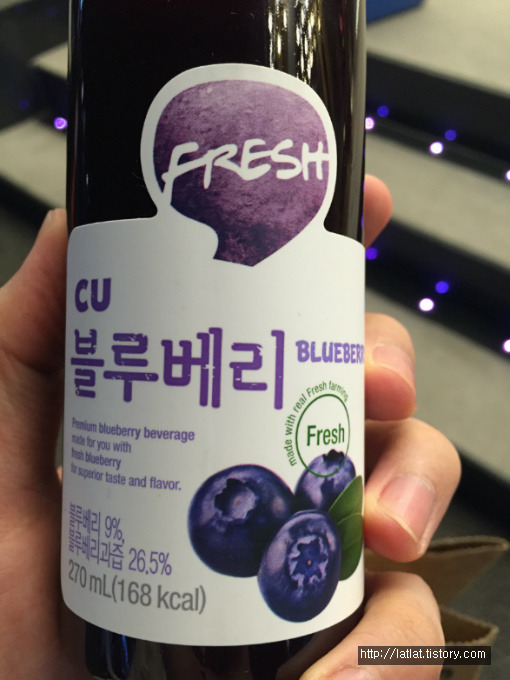 FRESH
CU
블루베리
BLUEBERR
made with real Fresh farming
Fresh
Premium blueberry beverage
made for you with
fresh blueberry
for superior taste and flavor.
블루베리 9%,
블루베리과즙 26.5%
270 mL(168 kcal)
http://latlat.tistory.com